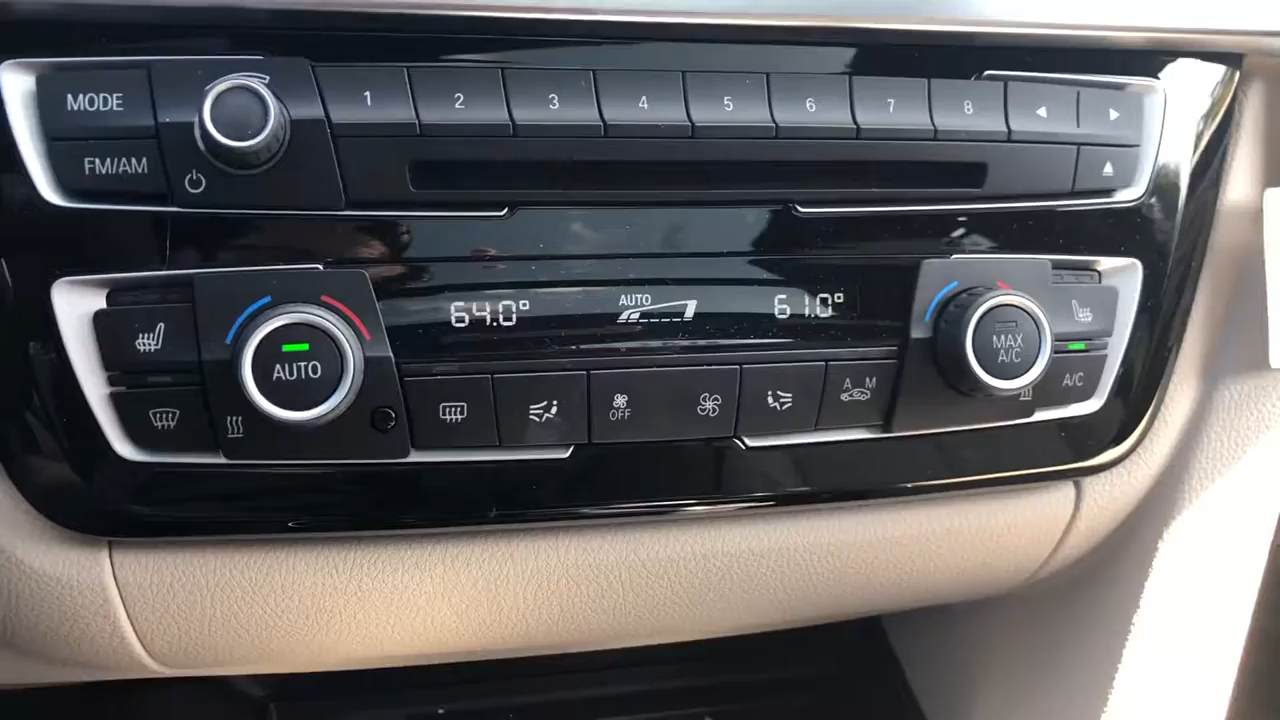 MODE 1 2 3 4 5 6 7 8
FM/AM
64.0° AUTO 61.0°
AUTO MAX A/C
OFF A M A/C